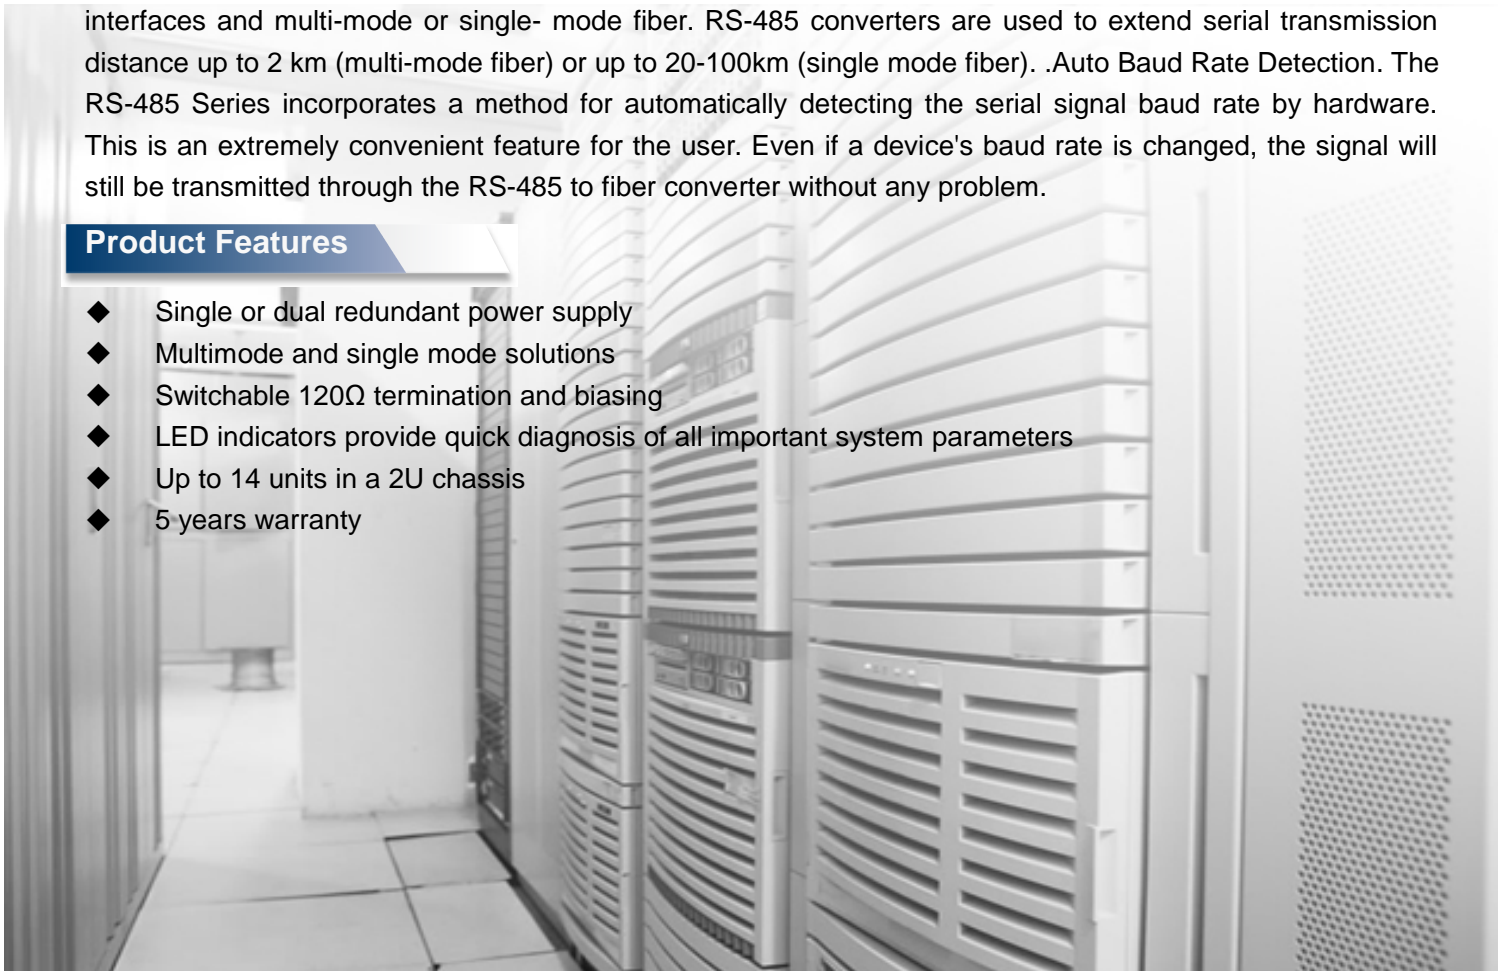 interfaces and multi-mode or single- mode fiber. RS-485 converters are used to extend serial transmission
distance up to 2 km (multi-mode fiber) or up to 20-100km (single mode fiber). .Auto Baud Rate Detection. The
RS-485 Series incorporates a method for automatically detecting the serial signal baud rate by hardware.
This is an extremely convenient feature for the user. Even if a device's baud rate is changed, the signal will
still be transmitted through the RS-485 to fiber converter without any problem.
Product Features
◆ Single or dual redundant power supply
◆ Multimode and single mode solutions
◆ Switchable 120Ω termination and biasing
◆ LED indicators provide quick diagnosis of all important system parameters
◆ Up to 14 units in a 2U chassis
◆ 5 years warranty